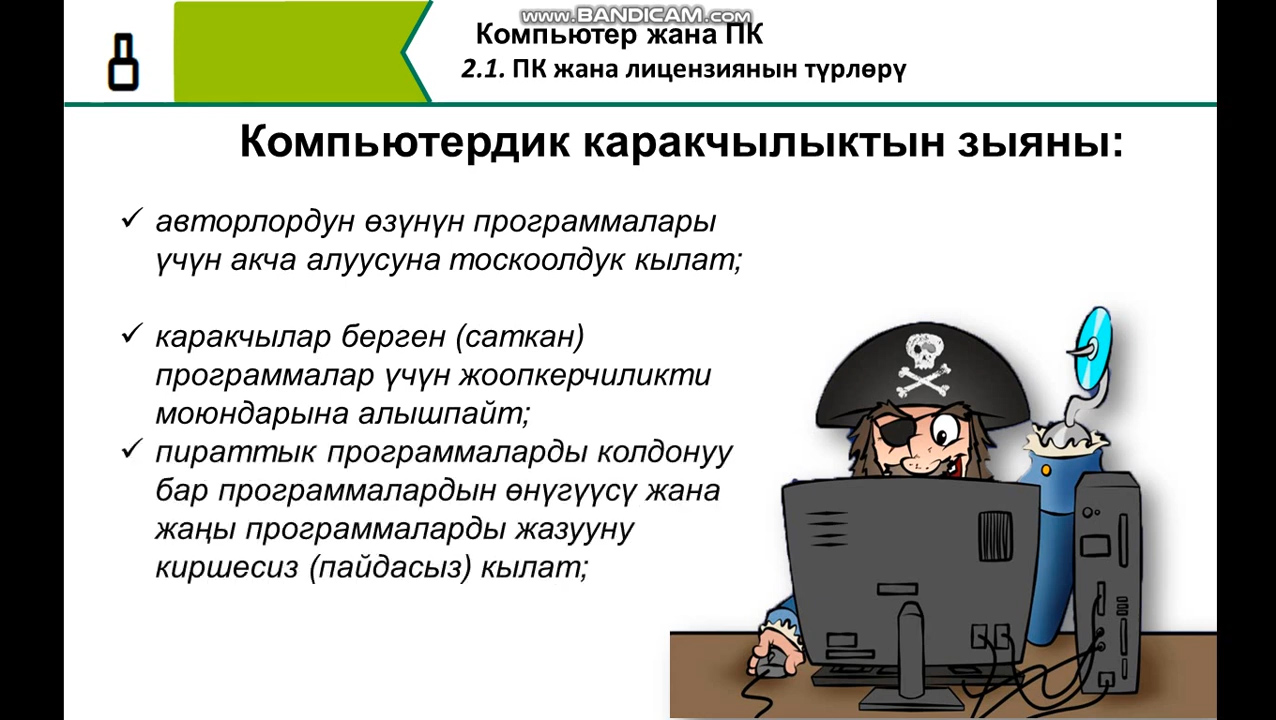 www.BANDICAM.com
Компьютер жана ПК
2.1. ПК жана лицензиянын түрлөрү
8
Компьютердик каракчылыктын зыяны:
✓ авторлордун өзүнүн программалары
үчүн акча алуусуна тоскоолдук кылат;
✓ каракчылар берген (саткан)
программалар үчүн жоопкерчиликти
моюндарына алышпайт;
✓ пираттык программаларды колдонуу
бар программалардын өнүгүүсү жана
жаңы программаларды жазууну
киршесиз (пайдасыз) кылат;